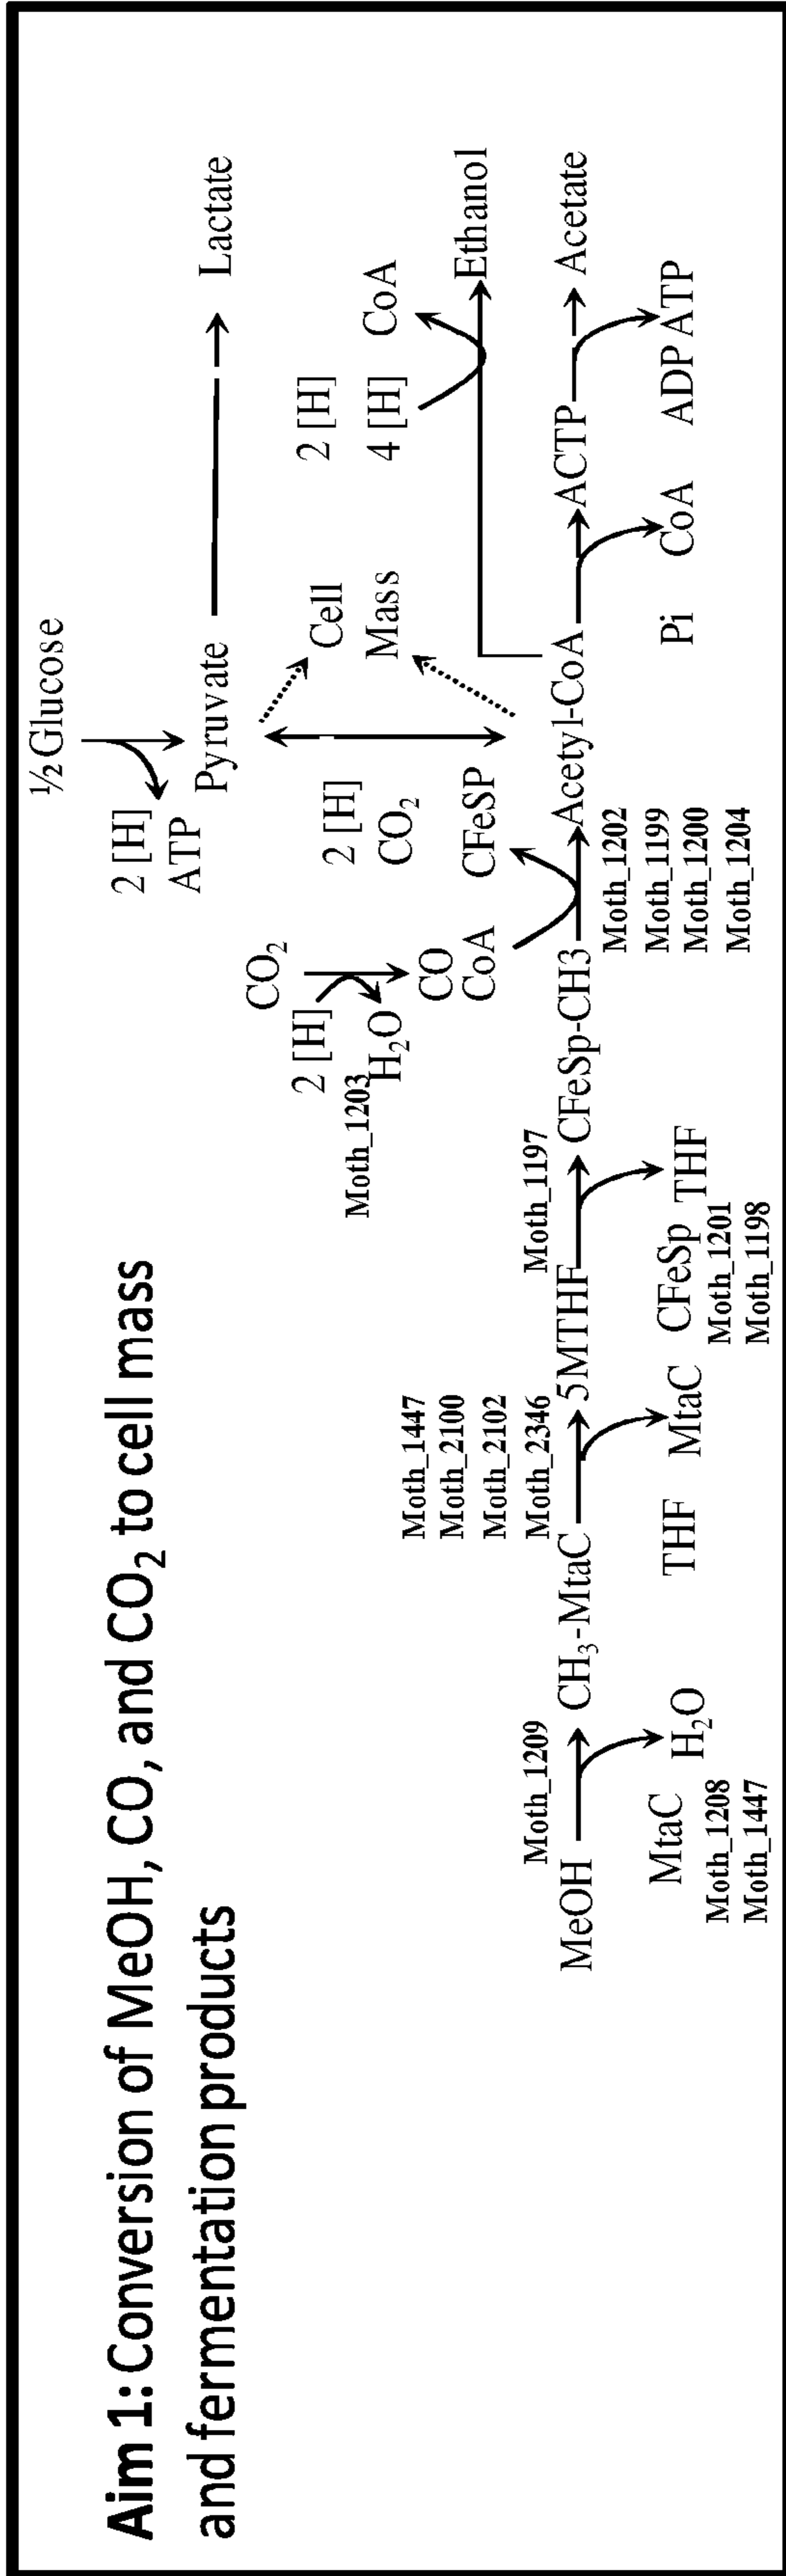 Aim 1: Conversion of MeOH, CO, and CO₂ to cell mass
and fermentation products
½ Glucose
2 [H]
ATP
Pyruvate
Lactate
CO₂
2 [H]
Moth_1203
H₂O
CO
CoA
2 [H]
CO₂
CFeSP
Cell
Mass
2 [H]
4 [H]
CoA
Ethanol
Moth_1209
Moth_1447
Moth_2100
Moth_2102
Moth_2346
Moth_1197
MeOH
CH₃-MtaC
5MTHF
CFeSp-CH3
Acetyl-CoA
ACTP
Acetate
MtaC
H₂O
Moth_1208
Moth_1447
THF
MtaC
CFeSp
THF
Moth_1201
Moth_1198
Moth_1202
Moth_1199
Moth_1200
Moth_1204
Pi
CoA
ADP
ATP